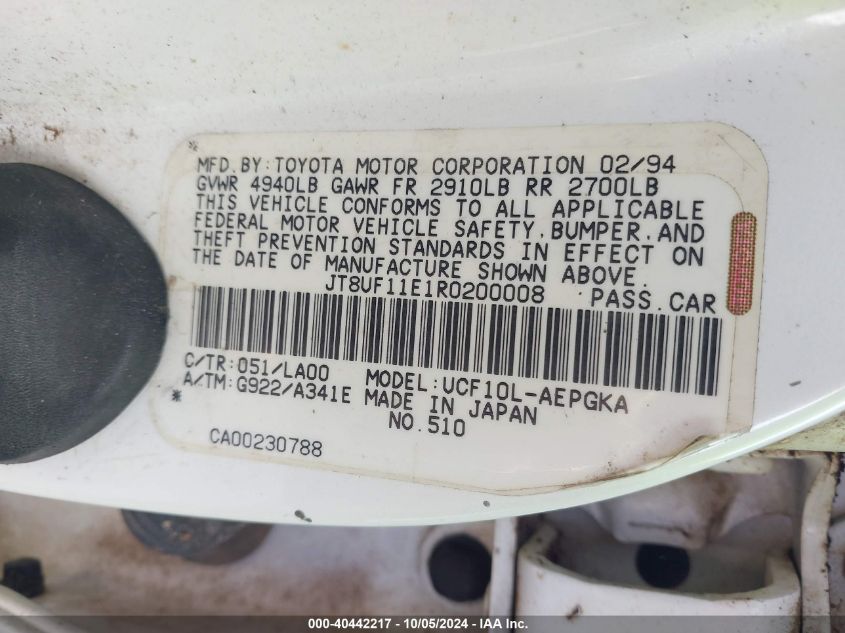 MFD. BY: TOYOTA MOTOR CORPORATION 02/94
GVWR 4940LB GAWR FR 2910LB RR 2700LB
THIS VEHICLE CONFORMS TO ALL APPLICABLE
FEDERAL MOTOR VEHICLE SAFETY, BUMPER, AND
THEFT PREVENTION STANDARDS IN EFFECT ON
THE DATE OF MANUFACTURE SHOWN ABOVE.
* JT8UF11E1R0200008 PASS. CAR
C/TR: 051/LA00 MODEL: UCF10L-AEPGKA
A/TM: G922/A341E MADE IN JAPAN
* NO. 510
CA00230788
000-40442217 - 10/05/2024 - IAA Inc.